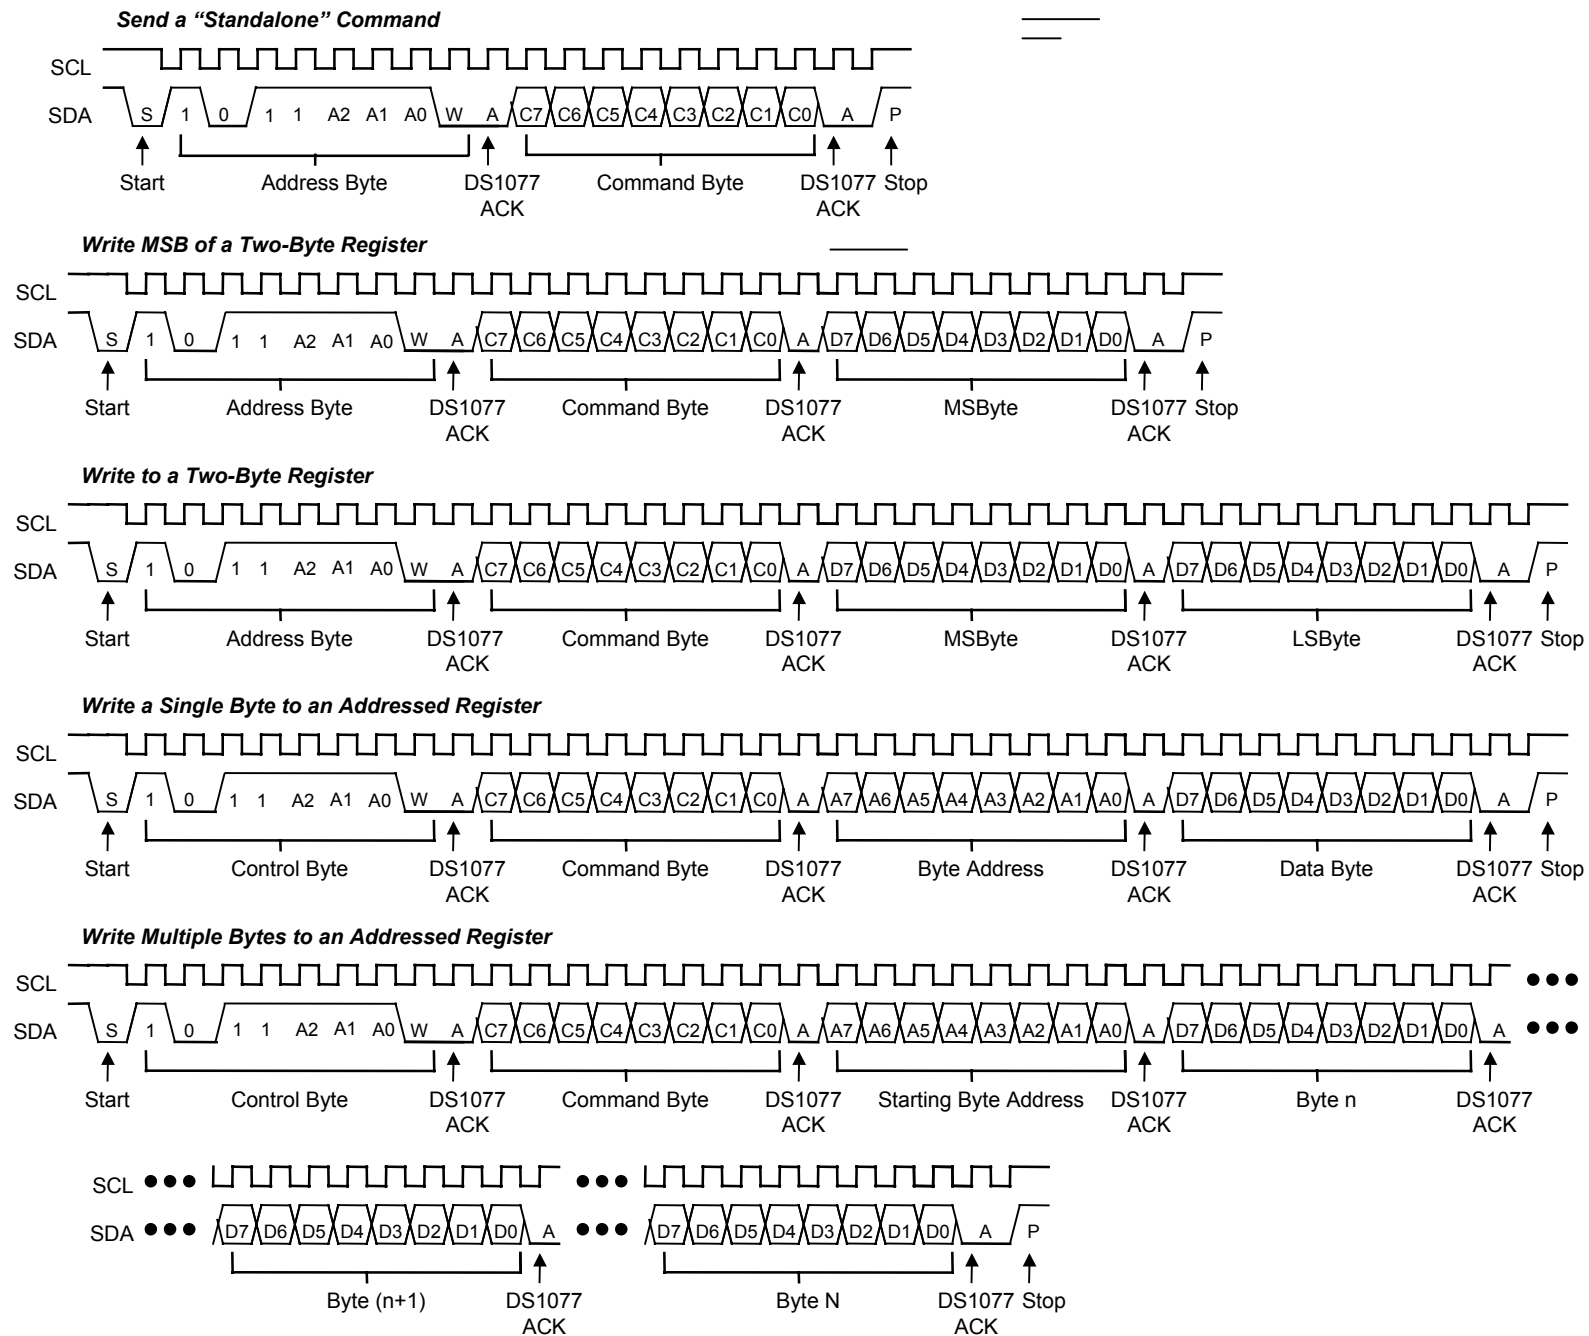 Send a “Standalone” Command
SCL
SDA S 1 0 1 1 A2 A1 A0 W A C7 C6 C5 C4 C3 C2 C1 C0 A P
Start Address Byte DS1077 Command Byte DS1077 Stop
ACK ACK
Write MSB of a Two-Byte Register
SCL
SDA S 1 0 1 1 A2 A1 A0 W A C7 C6 C5 C4 C3 C2 C1 C0 A D7 D6 D5 D4 D3 D2 D1 D0 A P
Start Address Byte DS1077 Command Byte DS1077 MSByte DS1077 Stop
ACK ACK ACK
Write to a Two-Byte Register
SCL
SDA S 1 0 1 1 A2 A1 A0 W A C7 C6 C5 C4 C3 C2 C1 C0 A D7 D6 D5 D4 D3 D2 D1 D0 A D7 D6 D5 D4 D3 D2 D1 D0 A P
Start Address Byte DS1077 Command Byte DS1077 MSByte DS1077 LSByte DS1077 Stop
ACK ACK ACK ACK
Write a Single Byte to an Addressed Register
SCL
SDA S 1 0 1 1 A2 A1 A0 W A C7 C6 C5 C4 C3 C2 C1 C0 A A7 A6 A5 A4 A3 A2 A1 A0 A D7 D6 D5 D4 D3 D2 D1 D0 A P
Start Control Byte DS1077 Command Byte DS1077 Byte Address DS1077 Data Byte DS1077 Stop
ACK ACK ACK ACK
Write Multiple Bytes to an Addressed Register
SCL
SDA S 1 0 1 1 A2 A1 A0 W A C7 C6 C5 C4 C3 C2 C1 C0 A A7 A6 A5 A4 A3 A2 A1 A0 A D7 D6 D5 D4 D3 D2 D1 D0 A
Start Control Byte DS1077 Command Byte DS1077 Starting Byte Address DS1077 Byte n DS1077
ACK ACK ACK ACK
SCL
SDA D7 D6 D5 D4 D3 D2 D1 D0 A D7 D6 D5 D4 D3 D2 D1 D0 A P
Byte (n+1) DS1077 Byte N DS1077 Stop
ACK ACK